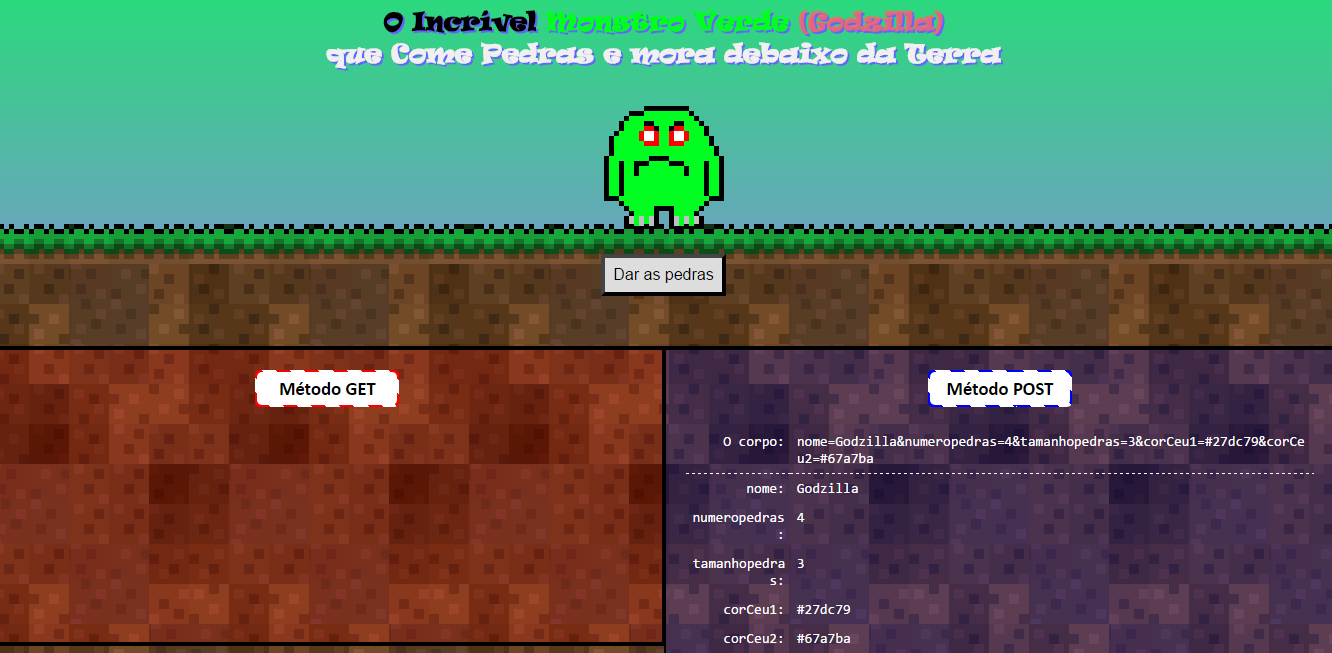 O Incrível Monstro Verde (Godzilla)
que Come Pedras e mora debaixo da Terra
Dar as pedras
Método GET
Método POST
O corpo: nome=Godzilla&numeropedras=4&tamanhopedras=3&corCeu1=#27dc79&corCe
u2=#67a7ba
nome: Godzilla
numeropedras 4
:
tamanhopedra 3
s:
corCeu1: #27dc79
corCeu2: #67a7ba